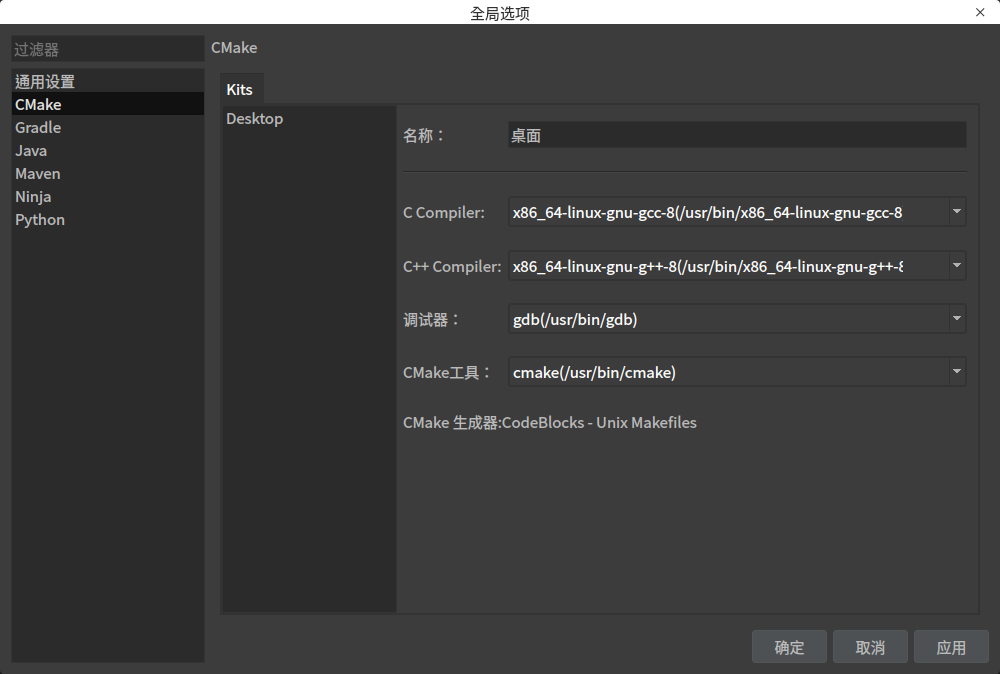 全局选项
过滤器
通用设置
CMake
Gradle
Java
Maven
Ninja
Python
CMake
Kits
Desktop
名称：
桌面
C Compiler:
x86_64-linux-gnu-gcc-8(/usr/bin/x86_64-linux-gnu-gcc-8
C++ Compiler:
x86_64-linux-gnu-g++-8(/usr/bin/x86_64-linux-gnu-g++-8
调试器：
gdb(/usr/bin/gdb)
CMake工具：
cmake(/usr/bin/cmake)
CMake 生成器:CodeBlocks - Unix Makefiles
确定
取消
应用